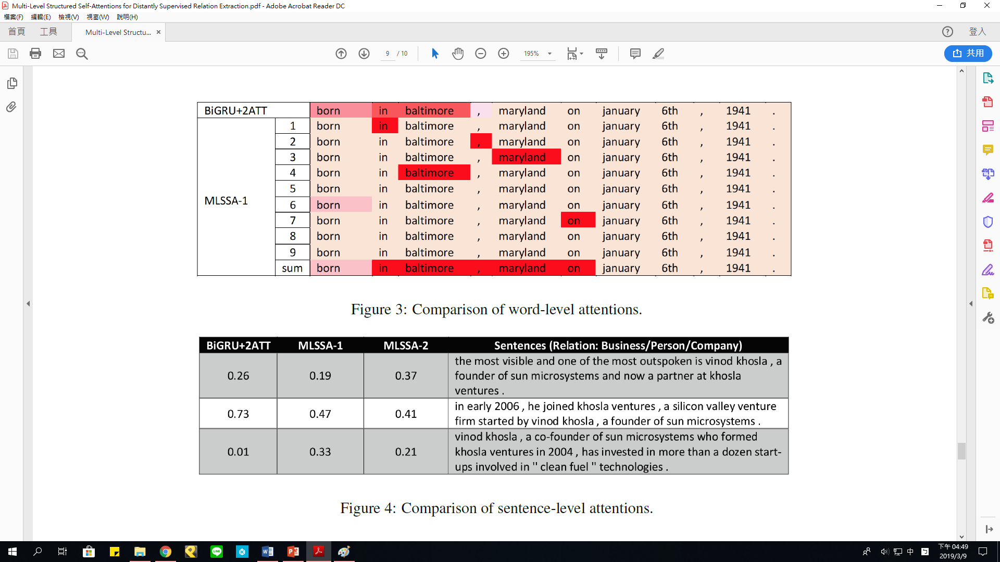 Multi-Level Structured Self-Attentions for Distantly Supervised Relation Extraction.pdf - Adobe Acrobat Reader DC
檔案(F) 編輯(E) 檢視(V) 視窗(W) 說明(H)
首頁 工具 Multi-Level Structu... × 登入
9 / 10 195% 共用
BiGRU+2ATT born in baltimore , maryland on january 6th , 1941 .
1 born in baltimore , maryland on january 6th , 1941 .
2 born in baltimore , maryland on january 6th , 1941 .
3 born in baltimore , maryland on january 6th , 1941 .
4 born in baltimore , maryland on january 6th , 1941 .
5 born in baltimore , maryland on january 6th , 1941 .
MLSSA-1
6 born in baltimore , maryland on january 6th , 1941 .
7 born in baltimore , maryland on january 6th , 1941 .
8 born in baltimore , maryland on january 6th , 1941 .
9 born in baltimore , maryland on january 6th , 1941 .
sum born in baltimore , maryland on january 6th , 1941 .
Figure 3: Comparison of word-level attentions.
BiGRU+2ATT MLSSA-1 MLSSA-2 Sentences (Relation: Business/Person/Company)
0.26 0.19 0.37
the most visible and one of the most outspoken is vinod khosla , a
founder of sun microsystems and now a partner at khosla
ventures .
0.73 0.47 0.41
in early 2006 , he joined khosla ventures , a silicon valley venture
firm started by vinod khosla , a founder of sun microsystems .
0.01 0.33 0.21
vinod khosla , a co-founder of sun microsystems who formed
khosla ventures in 2004 , has invested in more than a dozen start-
ups involved in " clean fuel " technologies .
Figure 4: Comparison of sentence-level attentions.
中 ㄅ 下午 04:49
2019/3/9